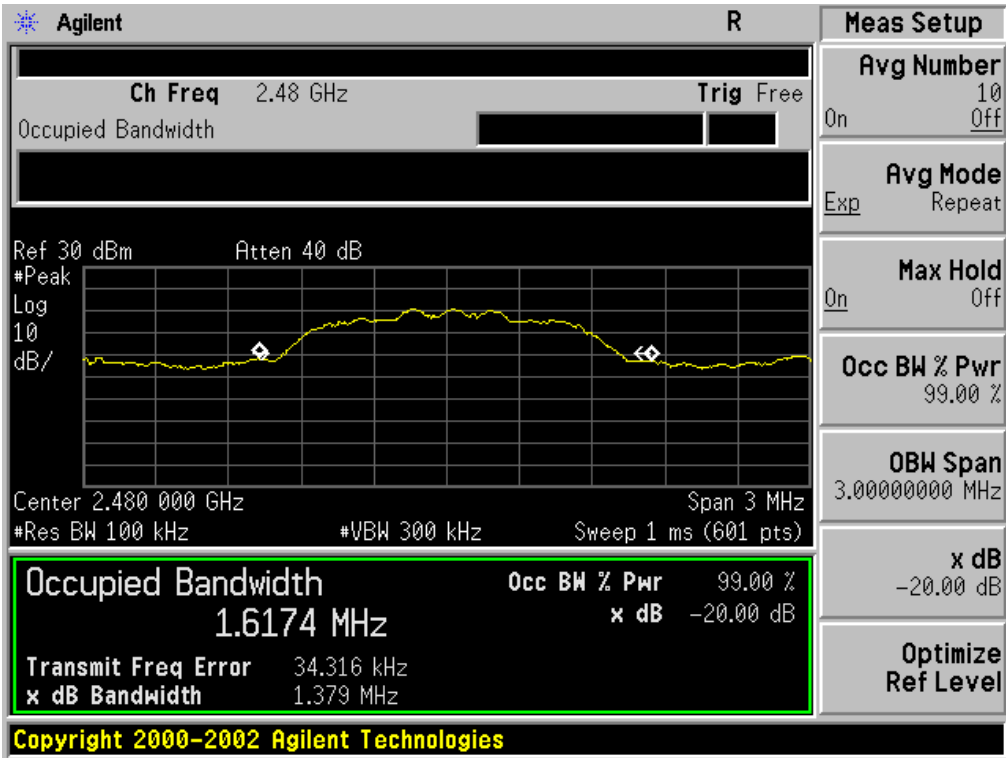 Agilent R
Ch Freq 2.48 GHz Trig Free
Occupied Bandwidth
Ref 30 dBm Atten 40 dB
#Peak
Log
10
dB/
Center 2.480 000 GHz Span 3 MHz
#Res BW 100 kHz #VBW 300 kHz Sweep 1 ms (601 pts)
Occupied Bandwidth Occ BW % Pwr 99.00 %
1.6174 MHz x dB -20.00 dB
Transmit Freq Error 34.316 kHz
x dB Bandwidth 1.379 MHz
Copyright 2000-2002 Agilent Technologies
Meas Setup
Avg Number
10
On Off
Avg Mode
Exp Repeat
Max Hold
On Off
Occ BW % Pwr
99.00 %
OBW Span
3.00000000 MHz
x dB
-20.00 dB
Optimize
Ref Level